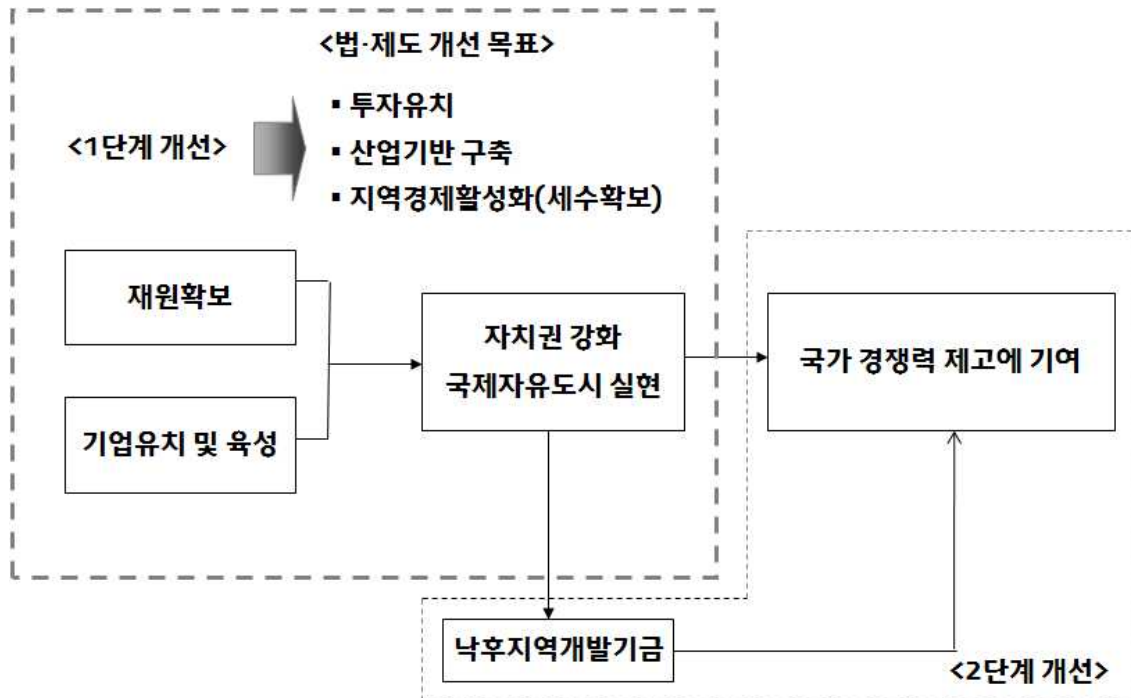 <법·제도 개선 목표>
<1단계 개선>
▪ 투자유치
▪ 산업기반 구축
▪ 지역경제활성화(세수확보)
재원확보
기업유치 및 육성
자치권 강화
국제자유도시 실현
국가 경쟁력 제고에 기여
낙후지역개발기금
<2단계 개선>